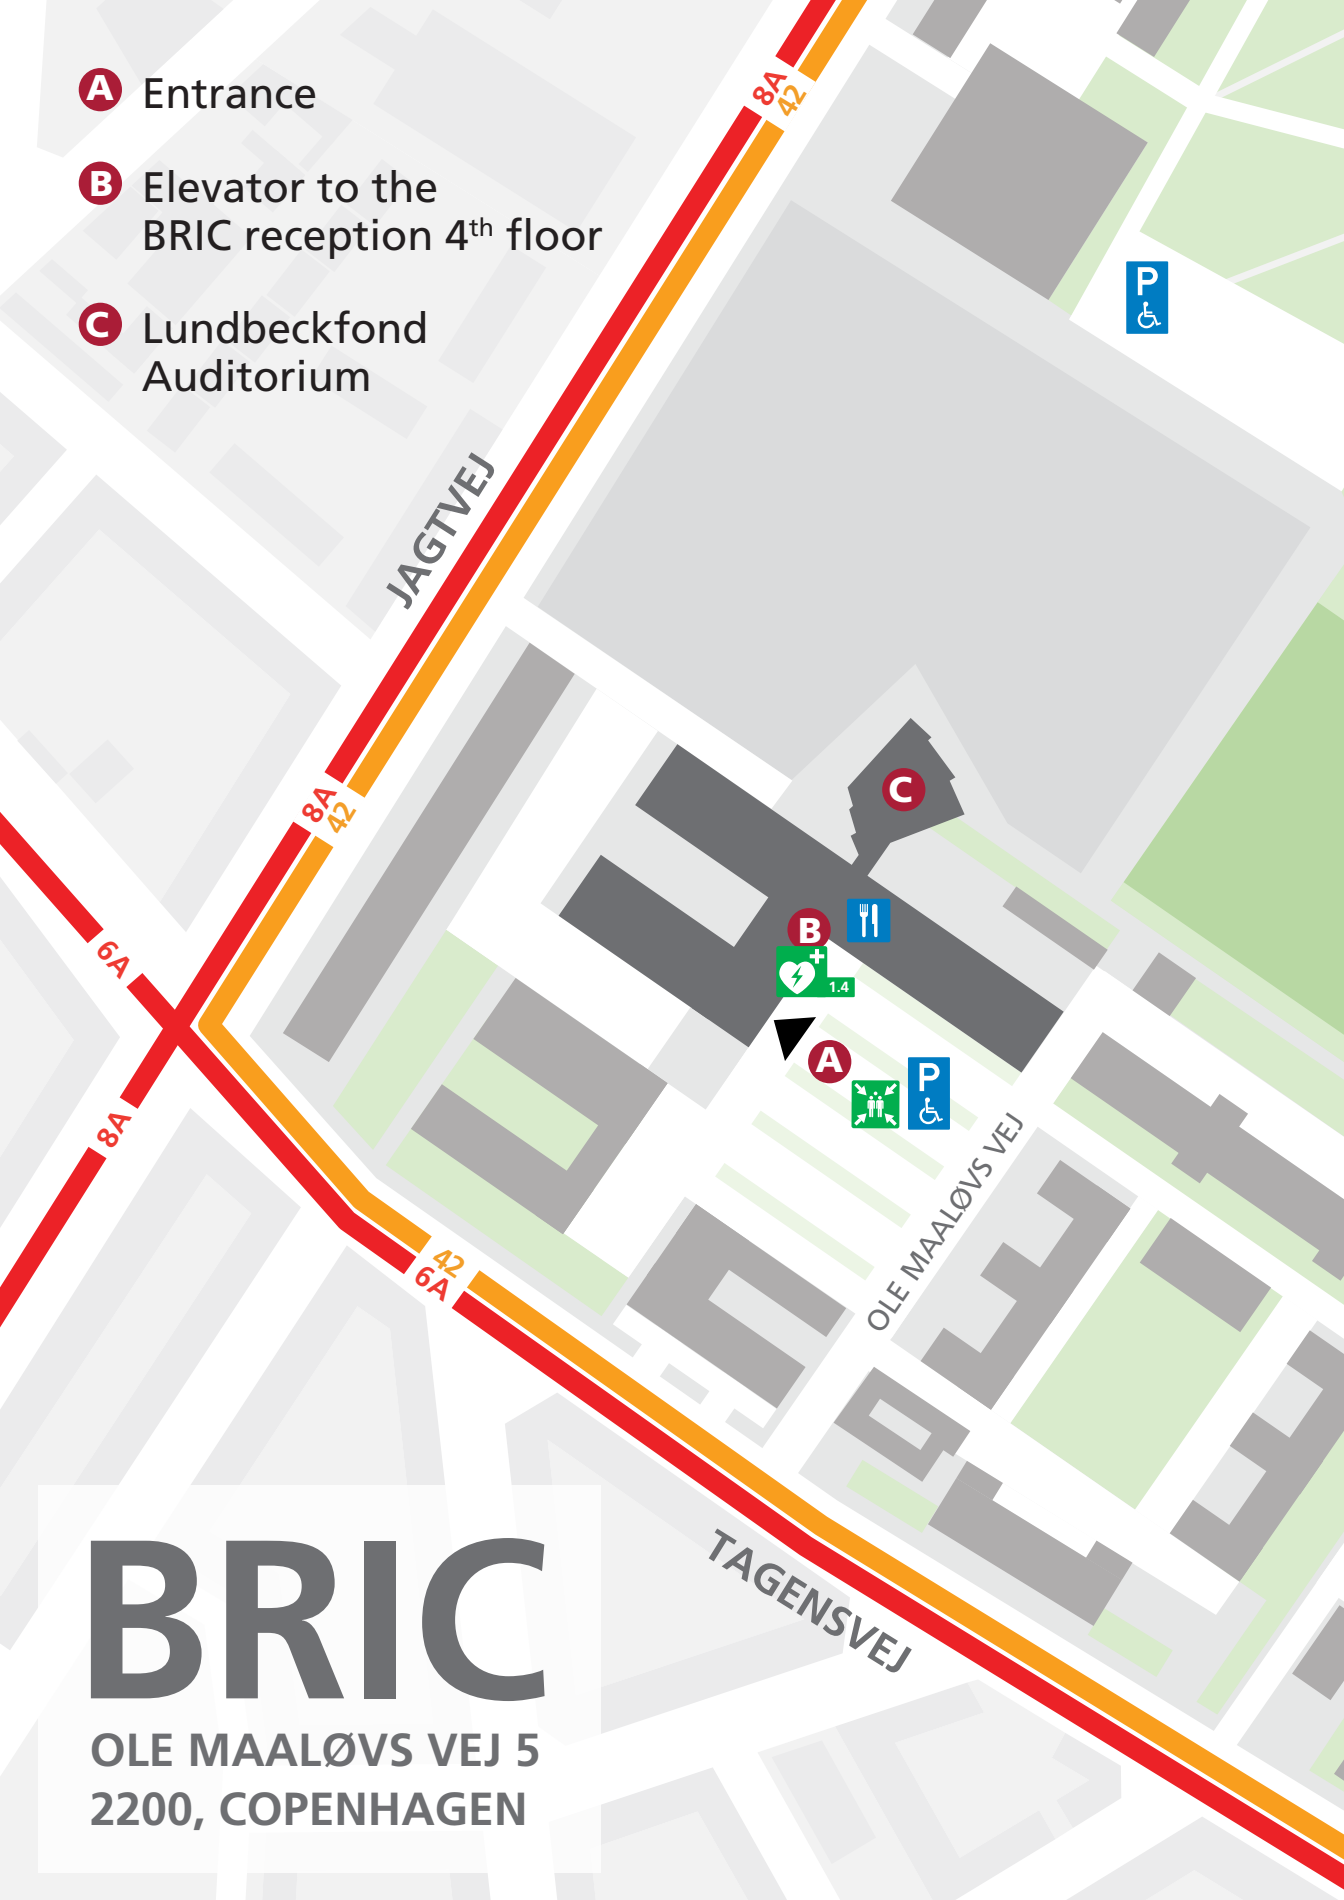 A Entrance
B Elevator to the
BRIC reception 4th floor
C Lundbeckfond
Auditorium
8A
42
P
JAGTVEJ
C
8A
42
B
6A
1.4
A
P
8A
OLE MAALØVS VEJ
42
6A
TAGENSVEJ
BRIC
OLE MAALØVS VEJ 5
2200, COPENHAGEN